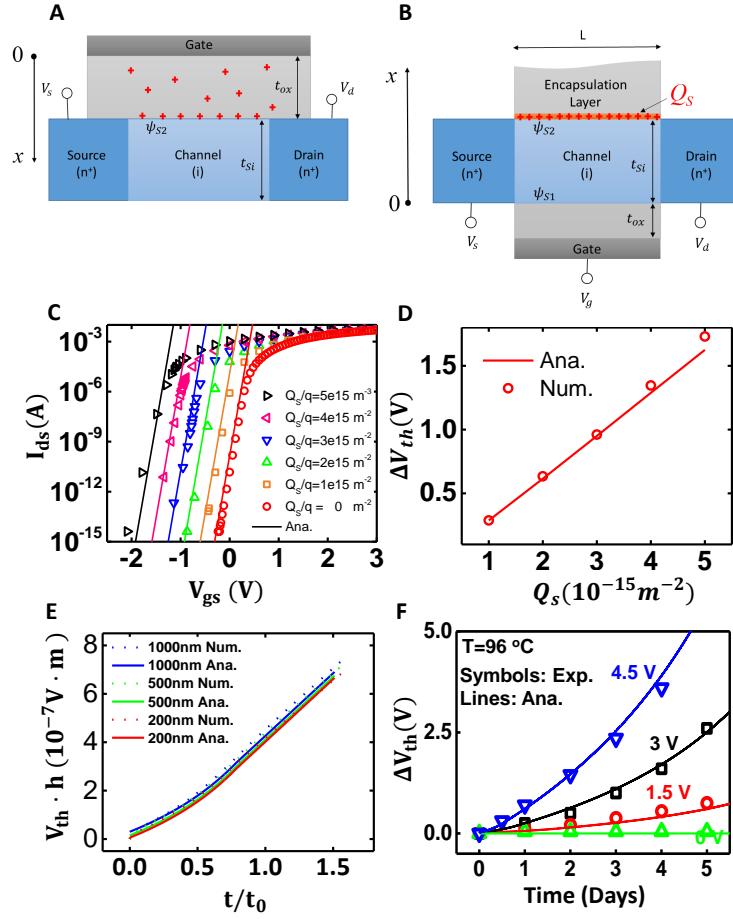 A
Gate
0
V_s
t_ox
V_d
ψ_S2
x
Source
(n⁺)
Channel
(i)
t_Si
Drain
(n⁺)
B
L
x
Encapsulation
Layer
Q_S
ψ_S2
Source
(n⁺)
Channel
(i)
t_Si
Drain
(n⁺)
0
ψ_S1
V_s
t_ox
V_d
Gate
V_g
C
I_ds(A)
10⁻³
10⁻⁶
10⁻⁹
10⁻¹²
10⁻¹⁵
Q_S/q=5e15 m⁻³
Q_S/q=4e15 m⁻²
Q_S/q=3e15 m⁻²
Q_S/q=2e15 m⁻²
Q_S/q=1e15 m⁻²
Q_S/q= 0 m⁻²
Ana.
-2 -1 0 1 2 3
V_gs (V)
D
ΔV_th(V)
1.5
1.0
0.5
Ana.
Num.
1 2 3 4 5
Q_s(10⁻¹⁵m⁻²)
E
V_th · h (10⁻⁷V · m)
8
6
4
2
0
1000nm Num.
1000nm Ana.
500nm Num.
500nm Ana.
200nm Num.
200nm Ana.
0.0 0.5 1.0 1.5
t/t₀
F
ΔV_th(V)
5.0
2.5
0.0
T=96 ºC
Symbols: Exp.
Lines: Ana.
4.5 V
3 V
1.5 V
0 V
0 1 2 3 4 5
Time (Days)